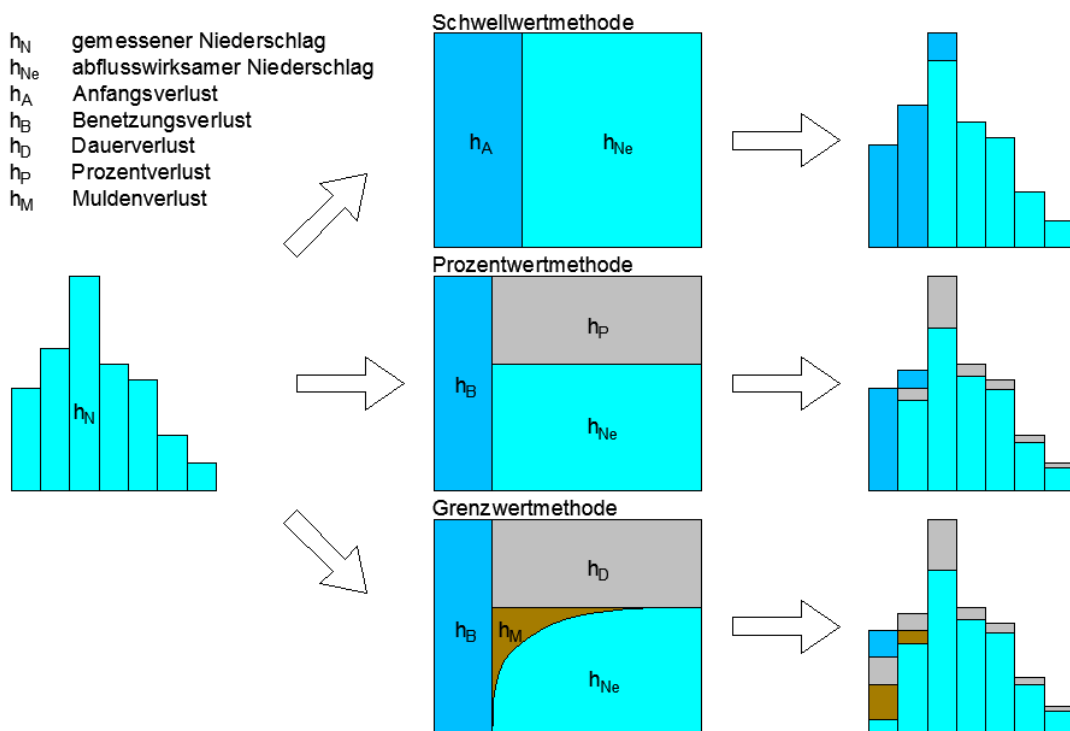 hN gemessener Niederschlag
hNe abflusswirksamer Niederschlag
hA Anfangsverlust
hB Benetzungsverlust
hD Dauerverlust
hP Prozentverlust
hM Muldenverlust
hN
Schwellwertmethode
hA hNe
Prozentwertmethode
hP
hB
hNe
Grenzwertmethode
hD
hB hM
hNe